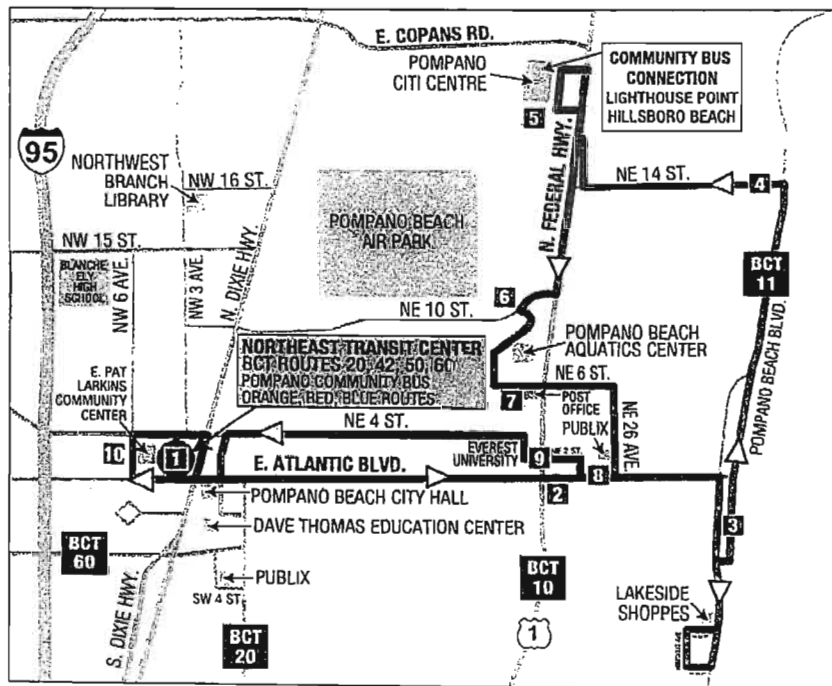 E. COPANS RD.
POMPANO
CITI CENTRE
COMMUNITY BUS
CONNECTION
LIGHTHOUSE POINT
HILLSBORO BEACH
5
95
NORTHWEST
BRANCH
LIBRARY
NW 16 ST.
NW 15 ST.
BLANCHE
ELY
HIGH
SCHOOL
NW 6 AVE.
NW 3 AVE.
N. DIXIE HWY.
POMPANO BEACH
AIR PARK
N. FEDERAL HWY.
NE 14 ST.
4
BCT
11
POMPANO BEACH BLVD.
6
NE 10 ST.
POMPANO BEACH
AQUATICS CENTER
NORTHEAST TRANSIT CENTER
BCT ROUTES 20, 42, 50, 60
POMPANO COMMUNITY BUS
ORANGE, RED, BLUE ROUTES
E. PAT
LARKINS
COMMUNITY
CENTER
NE 6 ST.
7
POST
OFFICE
PUBLIX
NE 26 AVE.
NE 4 ST.
EVEREST
UNIVERSITY
NE 2 ST.
10
1
9
8
E. ATLANTIC BLVD.
2
3
POMPANO BEACH CITY HALL
DAVE THOMAS EDUCATION CENTER
BCT
60
PUBLIX
SW 4 ST.
S. DIXIE HWY.
BCT
20
BCT
10
1
LAKESIDE
SHOPPES